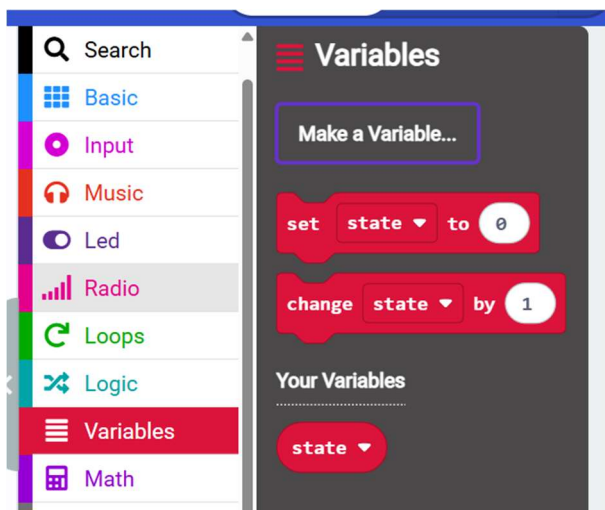 Search
Basic
Input
Music
Led
Radio
Loops
Logic
Variables
Math
Variables
Make a Variable...
set state to 0
change state by 1
Your Variables
state